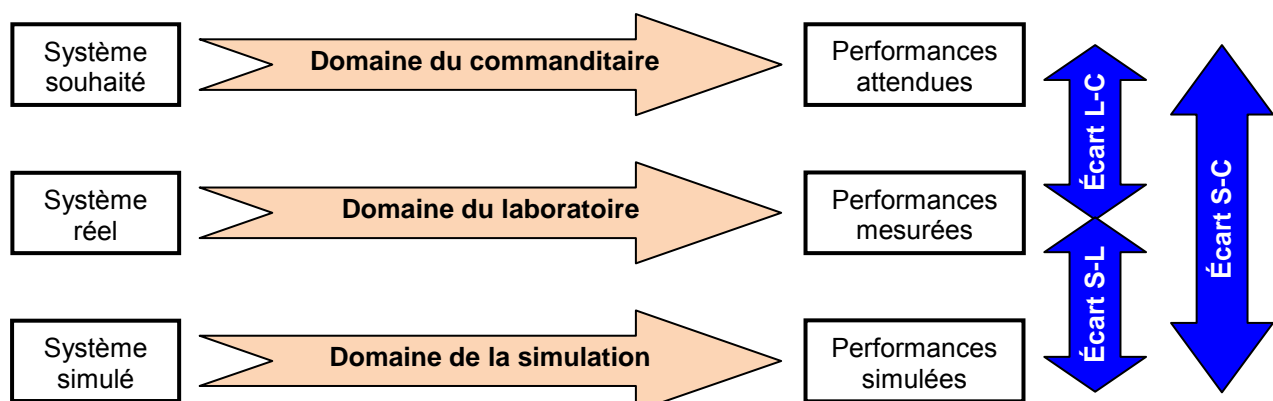 Système
souhaité
Domaine du commanditaire
Performances
attendues
Système
réel
Domaine du laboratoire
Performances
mesurées
Système
simulé
Domaine de la simulation
Performances
simulées
Écart L-C
Écart S-L
Écart S-C